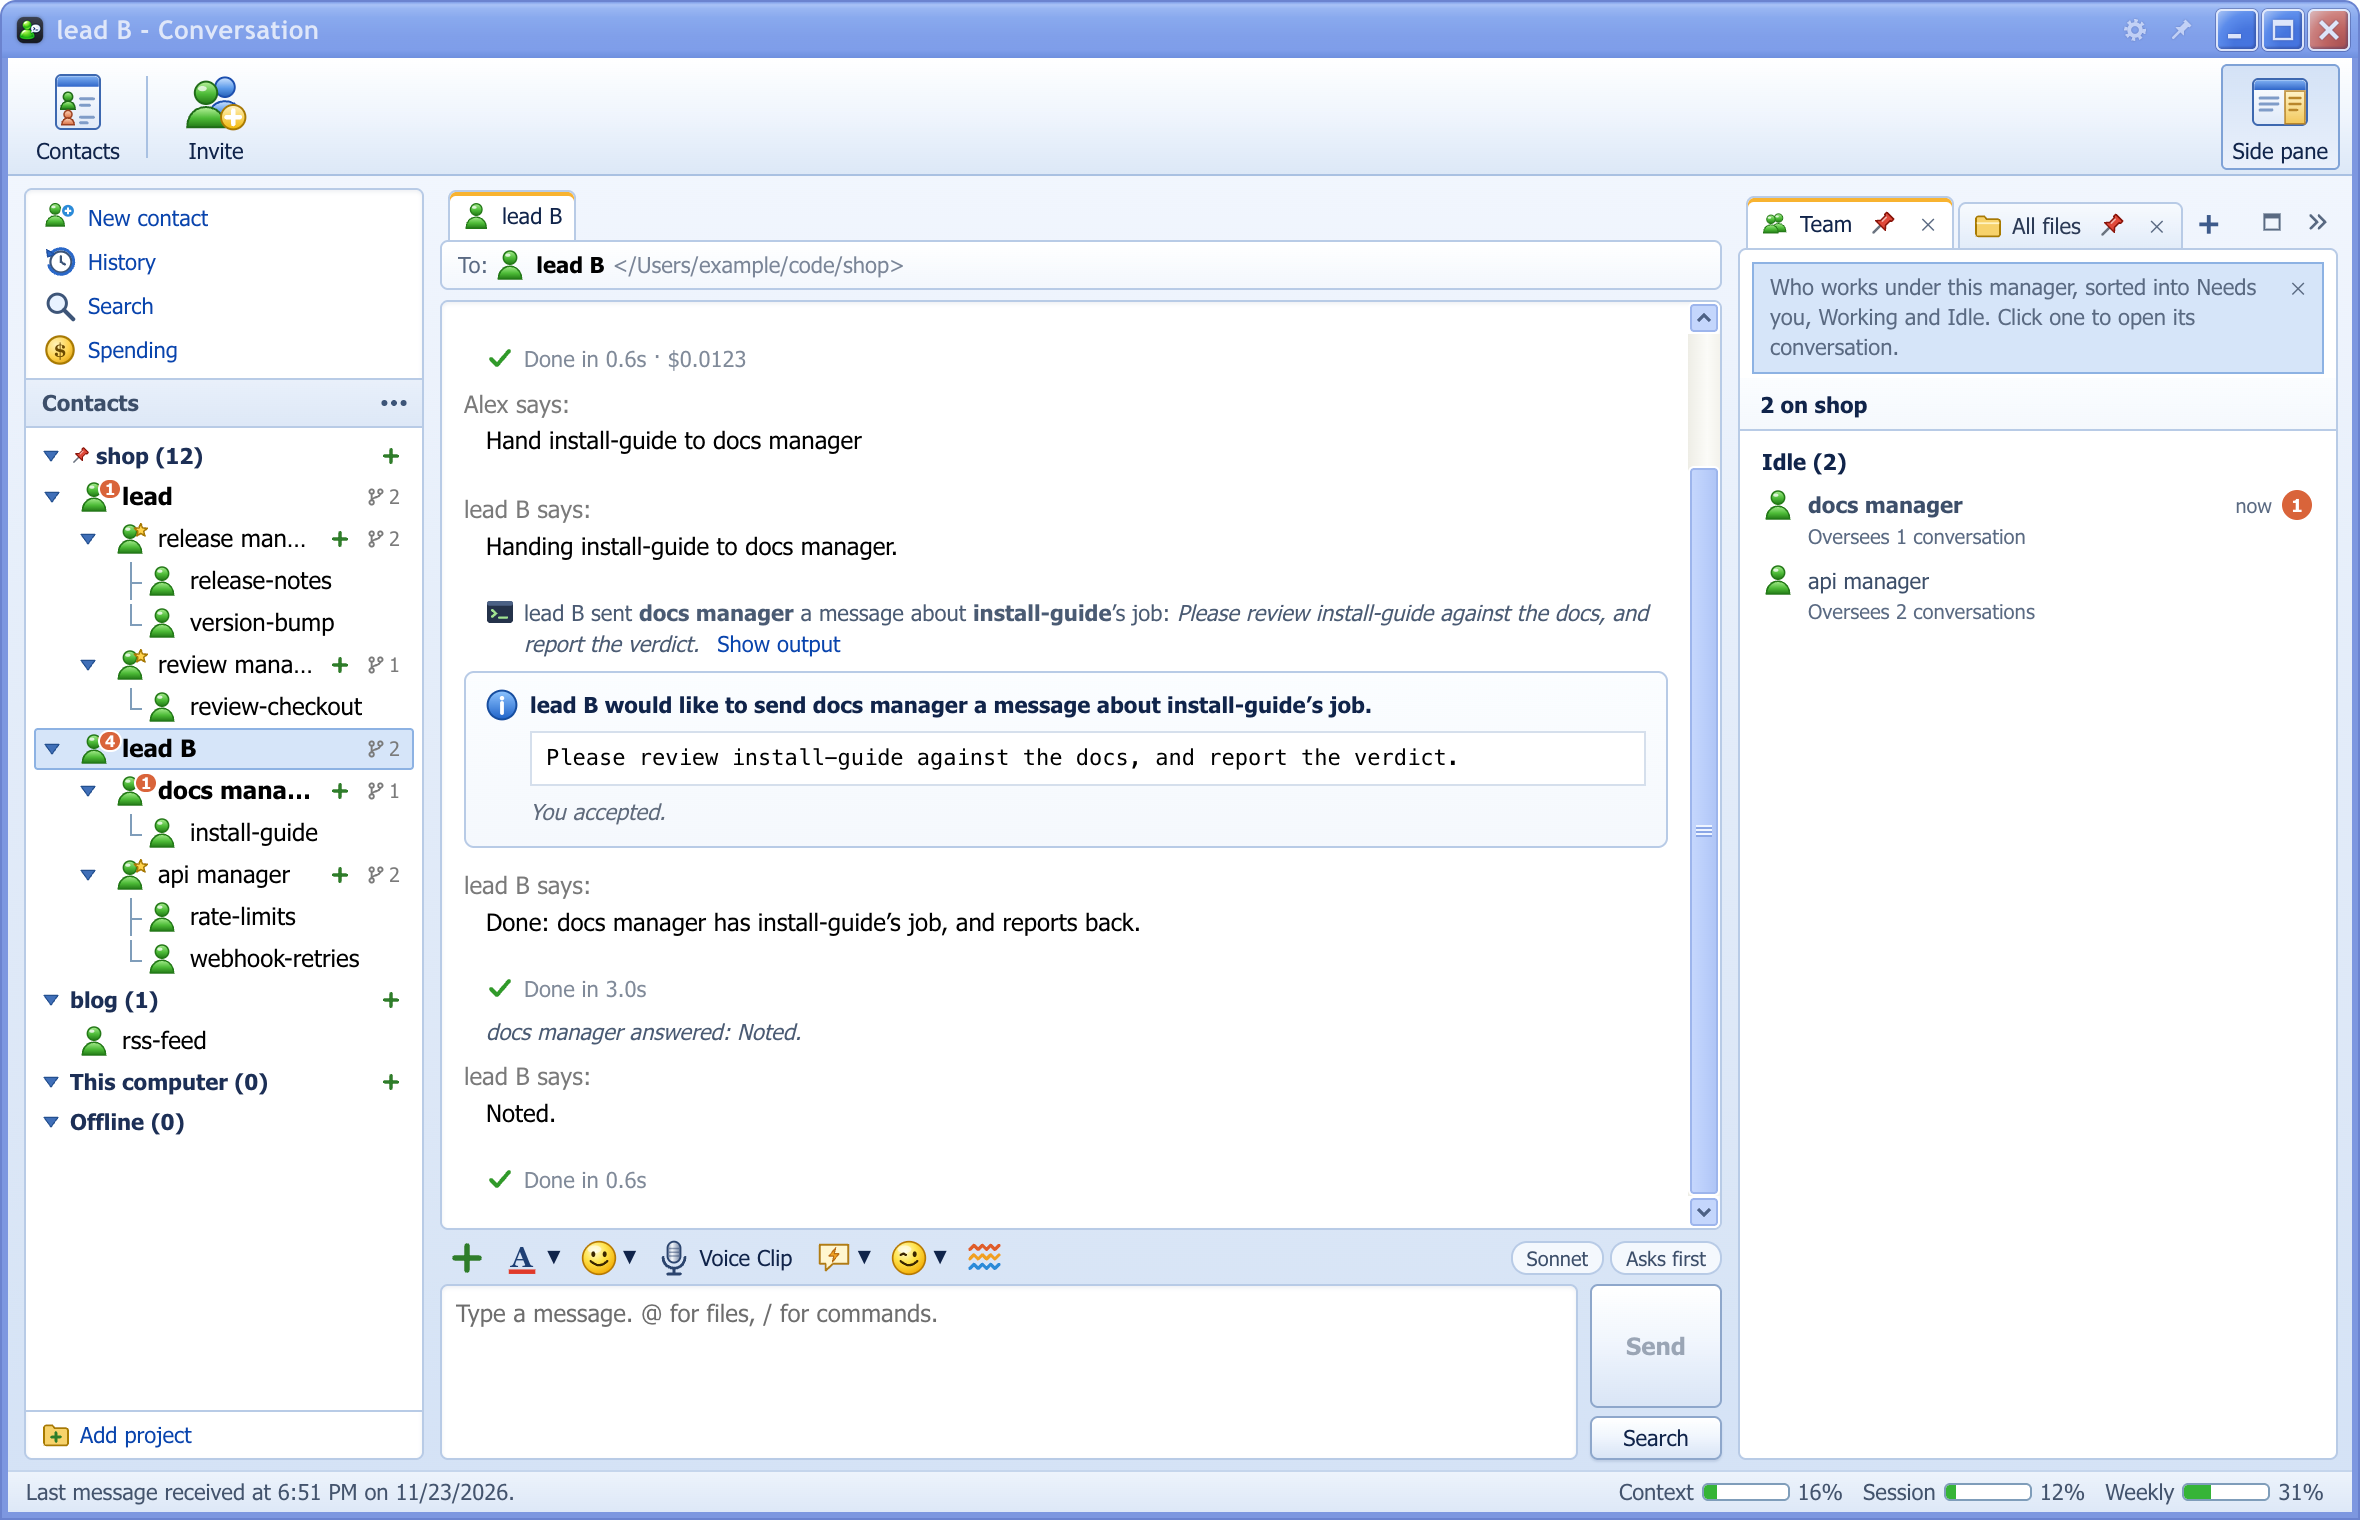 lead B - Conversation
Contacts
Invite
Side pane
New contact
History
Search
Spending
Contacts
shop (12)
1
lead
2
release man...
2
release-notes
version-bump
review mana...
1
review-checkout
4
lead B
2
1
docs mana...
1
install-guide
api manager
2
rate-limits
webhook-retries
blog (1)
rss-feed
This computer (0)
Offline (0)
Add project
lead B
To: lead B </Users/example/code/shop>
Done in 0.6s · $0.0123
Alex says:
Hand install-guide to docs manager
lead B says:
Handing install-guide to docs manager.
lead B sent docs manager a message about install-guide’s job: Please review install-guide against the docs, and
report the verdict. Show output
lead B would like to send docs manager a message about install-guide’s job.
Please review install-guide against the docs, and report the verdict.
You accepted.
lead B says:
Done: docs manager has install-guide’s job, and reports back.
Done in 3.0s
docs manager answered: Noted.
lead B says:
Noted.
Done in 0.6s
Voice Clip
Sonnet
Asks first
Type a message. @ for files, / for commands.
Send
Search
Team
All files
Who works under this manager, sorted into Needs
you, Working and Idle. Click one to open its
conversation.
2 on shop
Idle (2)
docs manager
now
1
Oversees 1 conversation
api manager
Oversees 2 conversations
Last message received at 6:51 PM on 11/23/2026.
Context 16% Session 12% Weekly 31%